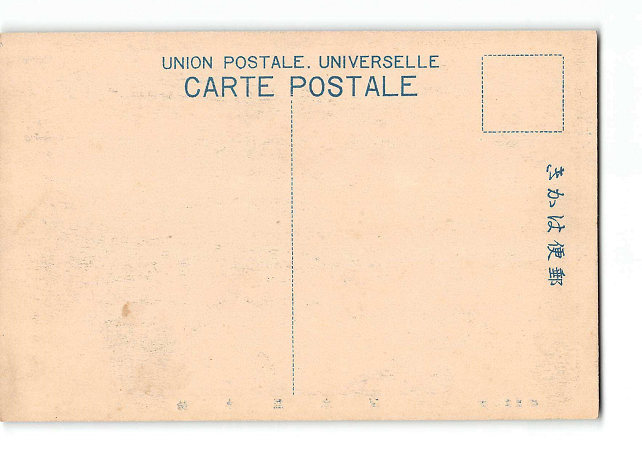 UNION POSTALE. UNIVERSELLE
CARTE POSTALE
郵便はかき